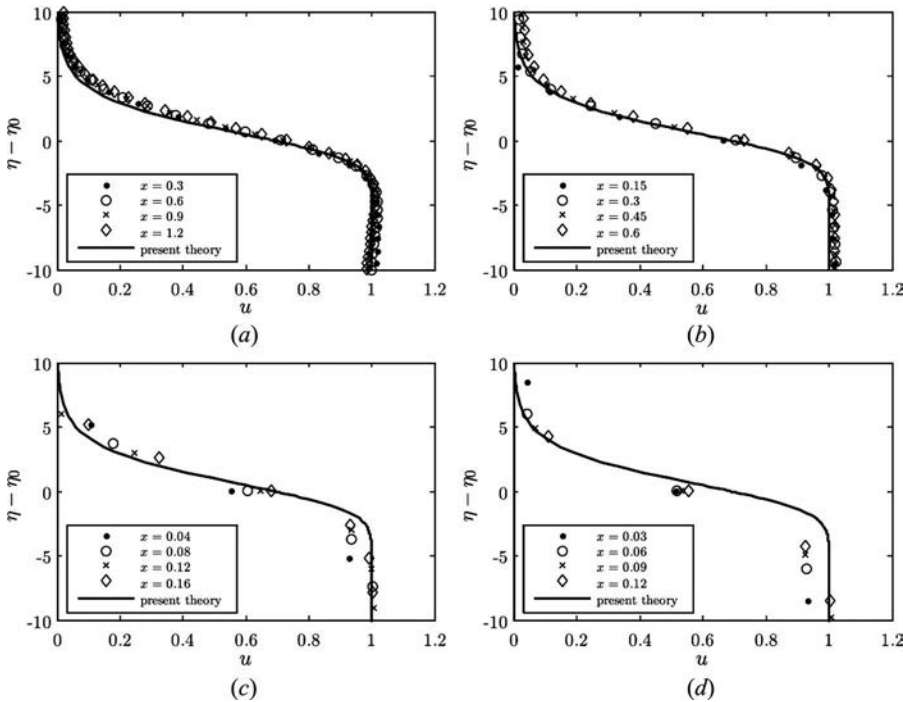 10
5
0
-5
-10
η − η0
x = 0.3
x = 0.6
x = 0.9
x = 1.2
present theory
0 0.2 0.4 0.6 0.8 1 1.2
u
(a)
10
5
0
-5
-10
η − η0
x = 0.15
x = 0.3
x = 0.45
x = 0.6
present theory
0 0.2 0.4 0.6 0.8 1 1.2
u
(b)
10
5
0
-5
-10
η − η0
x = 0.04
x = 0.08
x = 0.12
x = 0.16
present theory
0 0.2 0.4 0.6 0.8 1 1.2
u
(c)
10
5
0
-5
-10
η − η0
x = 0.03
x = 0.06
x = 0.09
x = 0.12
present theory
0 0.2 0.4 0.6 0.8 1 1.2
u
(d)